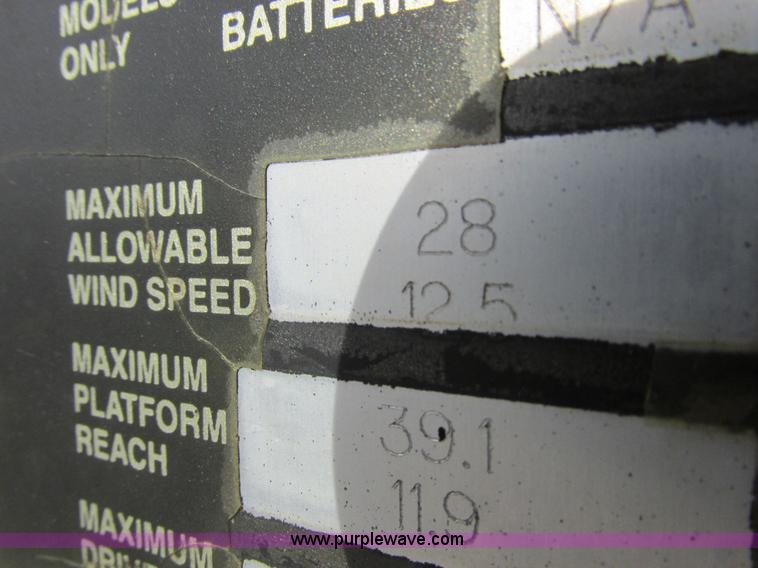 MODELS
ONLY
BATTERIES
N/A
MAXIMUM
ALLOWABLE
WIND SPEED
28
12.5
MAXIMUM
PLATFORM
REACH
39.1
11.9
MAXIMUM
www.purplewave.com